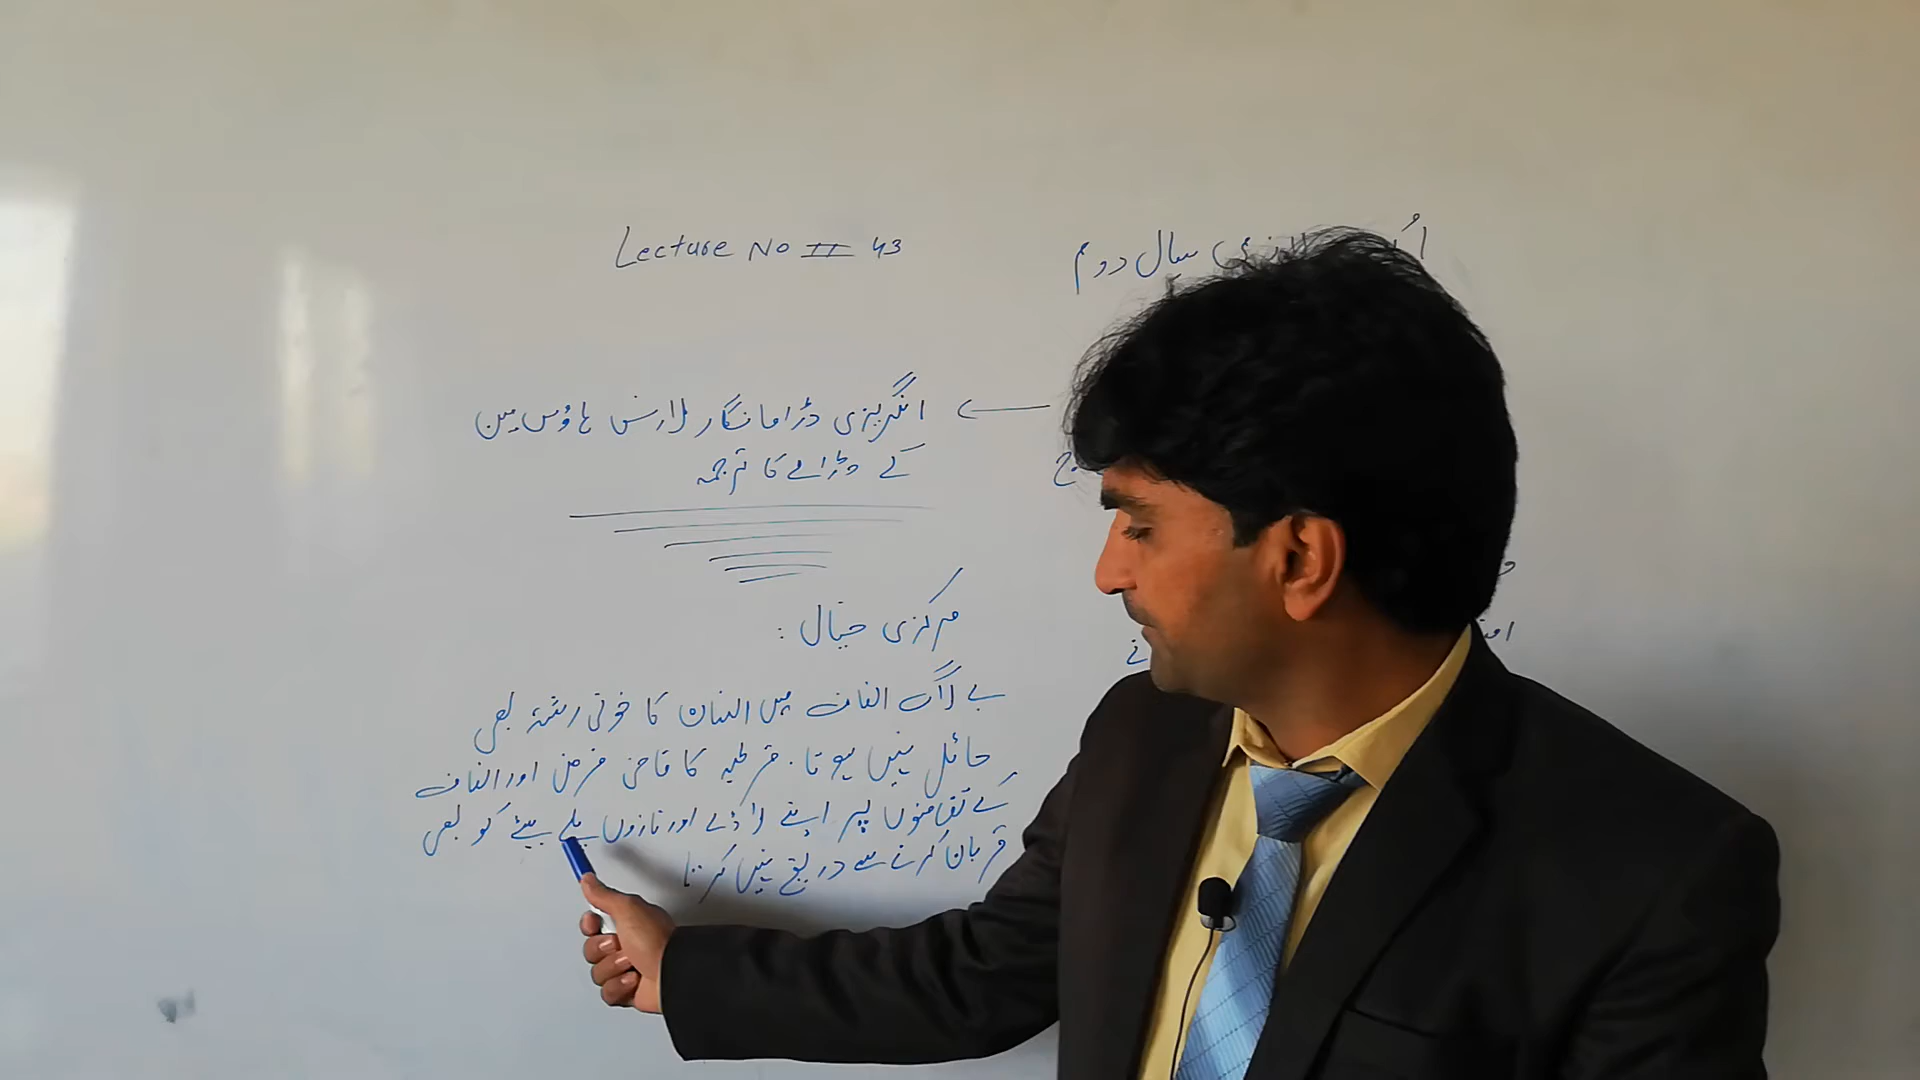 Lecture No II 43
سال دوم
انگریزی ڈراما نگار لارنس ہاؤس مین
کے ڈرامے کا ترجمہ
مرکزی خیال :
بے لاگ انصاف میں انسان کا خونی رشتہ بھی
حائل نہیں ہوتا . قرطبہ کا قاضی فرض اور انصاف
کے تقاضوں پر اپنے لاڈلے اور نازوں پلے بیٹے کو بھی
قربان کرنے سے دریغ نہیں کرتا
نے